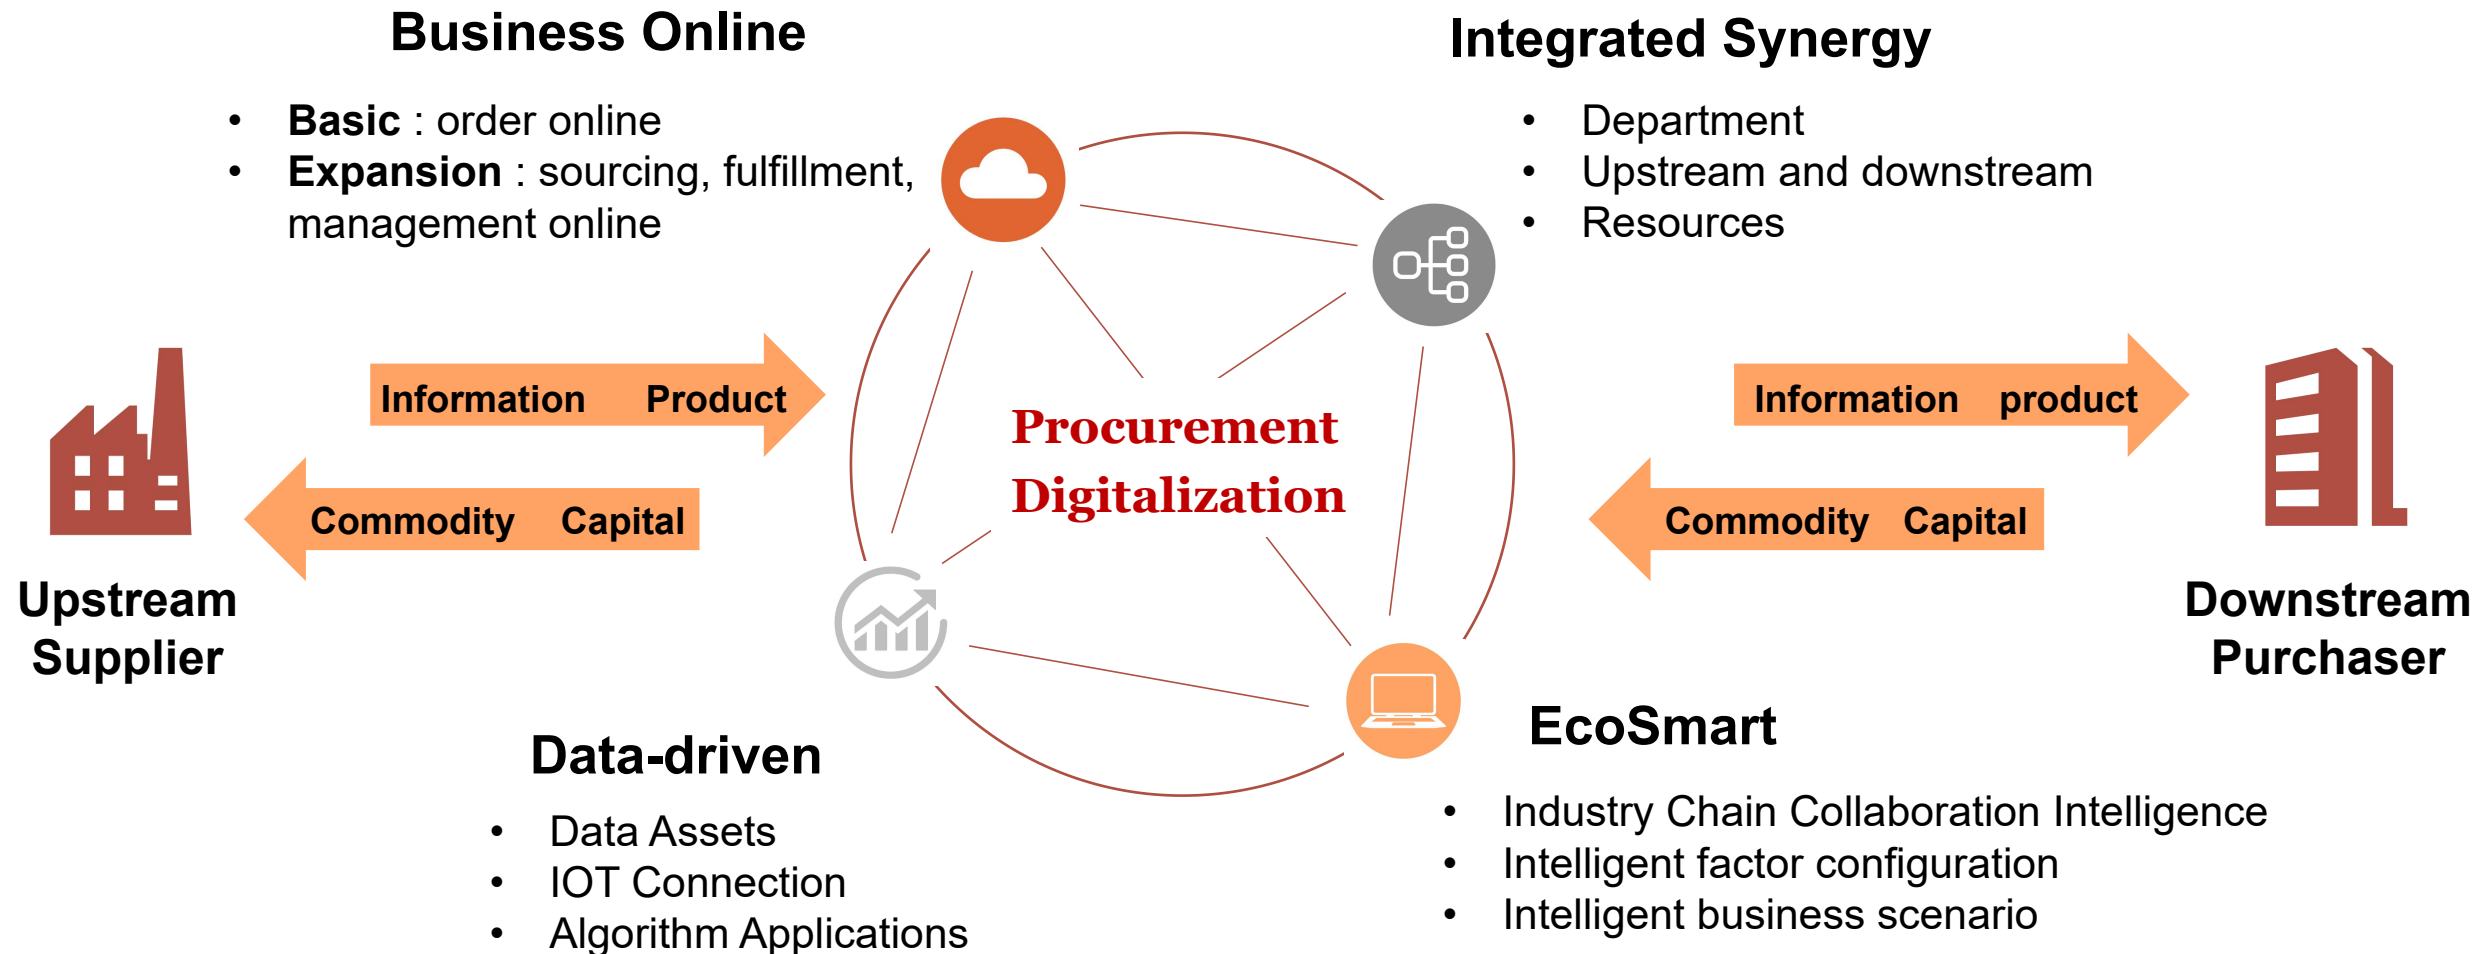 Business Online
• Basic : order online
• Expansion : sourcing, fulfillment,
management online
Integrated Synergy
• Department
• Upstream and downstream
• Resources
Information Product
Commodity Capital
Upstream
Supplier
Procurement
Digitalization
Information product
Commodity Capital
Downstream
Purchaser
Data-driven
• Data Assets
• IOT Connection
• Algorithm Applications
EcoSmart
• Industry Chain Collaboration Intelligence
• Intelligent factor configuration
• Intelligent business scenario